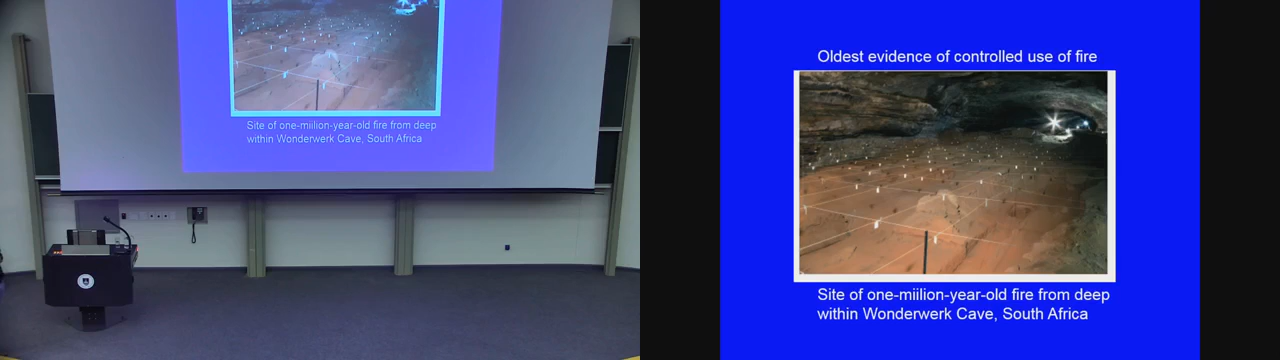 Site of one-miilion-year-old fire from deep
within Wonderwerk Cave, South Africa
Oldest evidence of controlled use of fire
Site of one-miilion-year-old fire from deep
within Wonderwerk Cave, South Africa